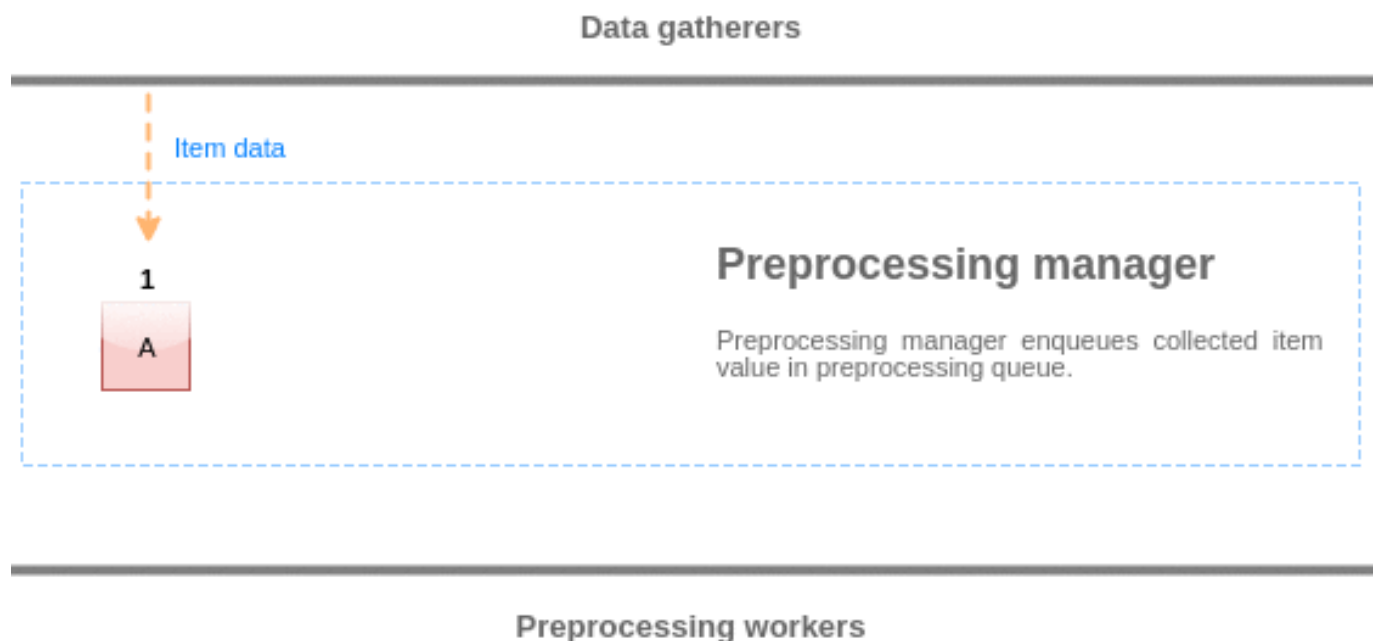 Data gatherers
Item data
1
A
Preprocessing manager
Preprocessing manager enqueues collected item
value in preprocessing queue.
Preprocessing workers